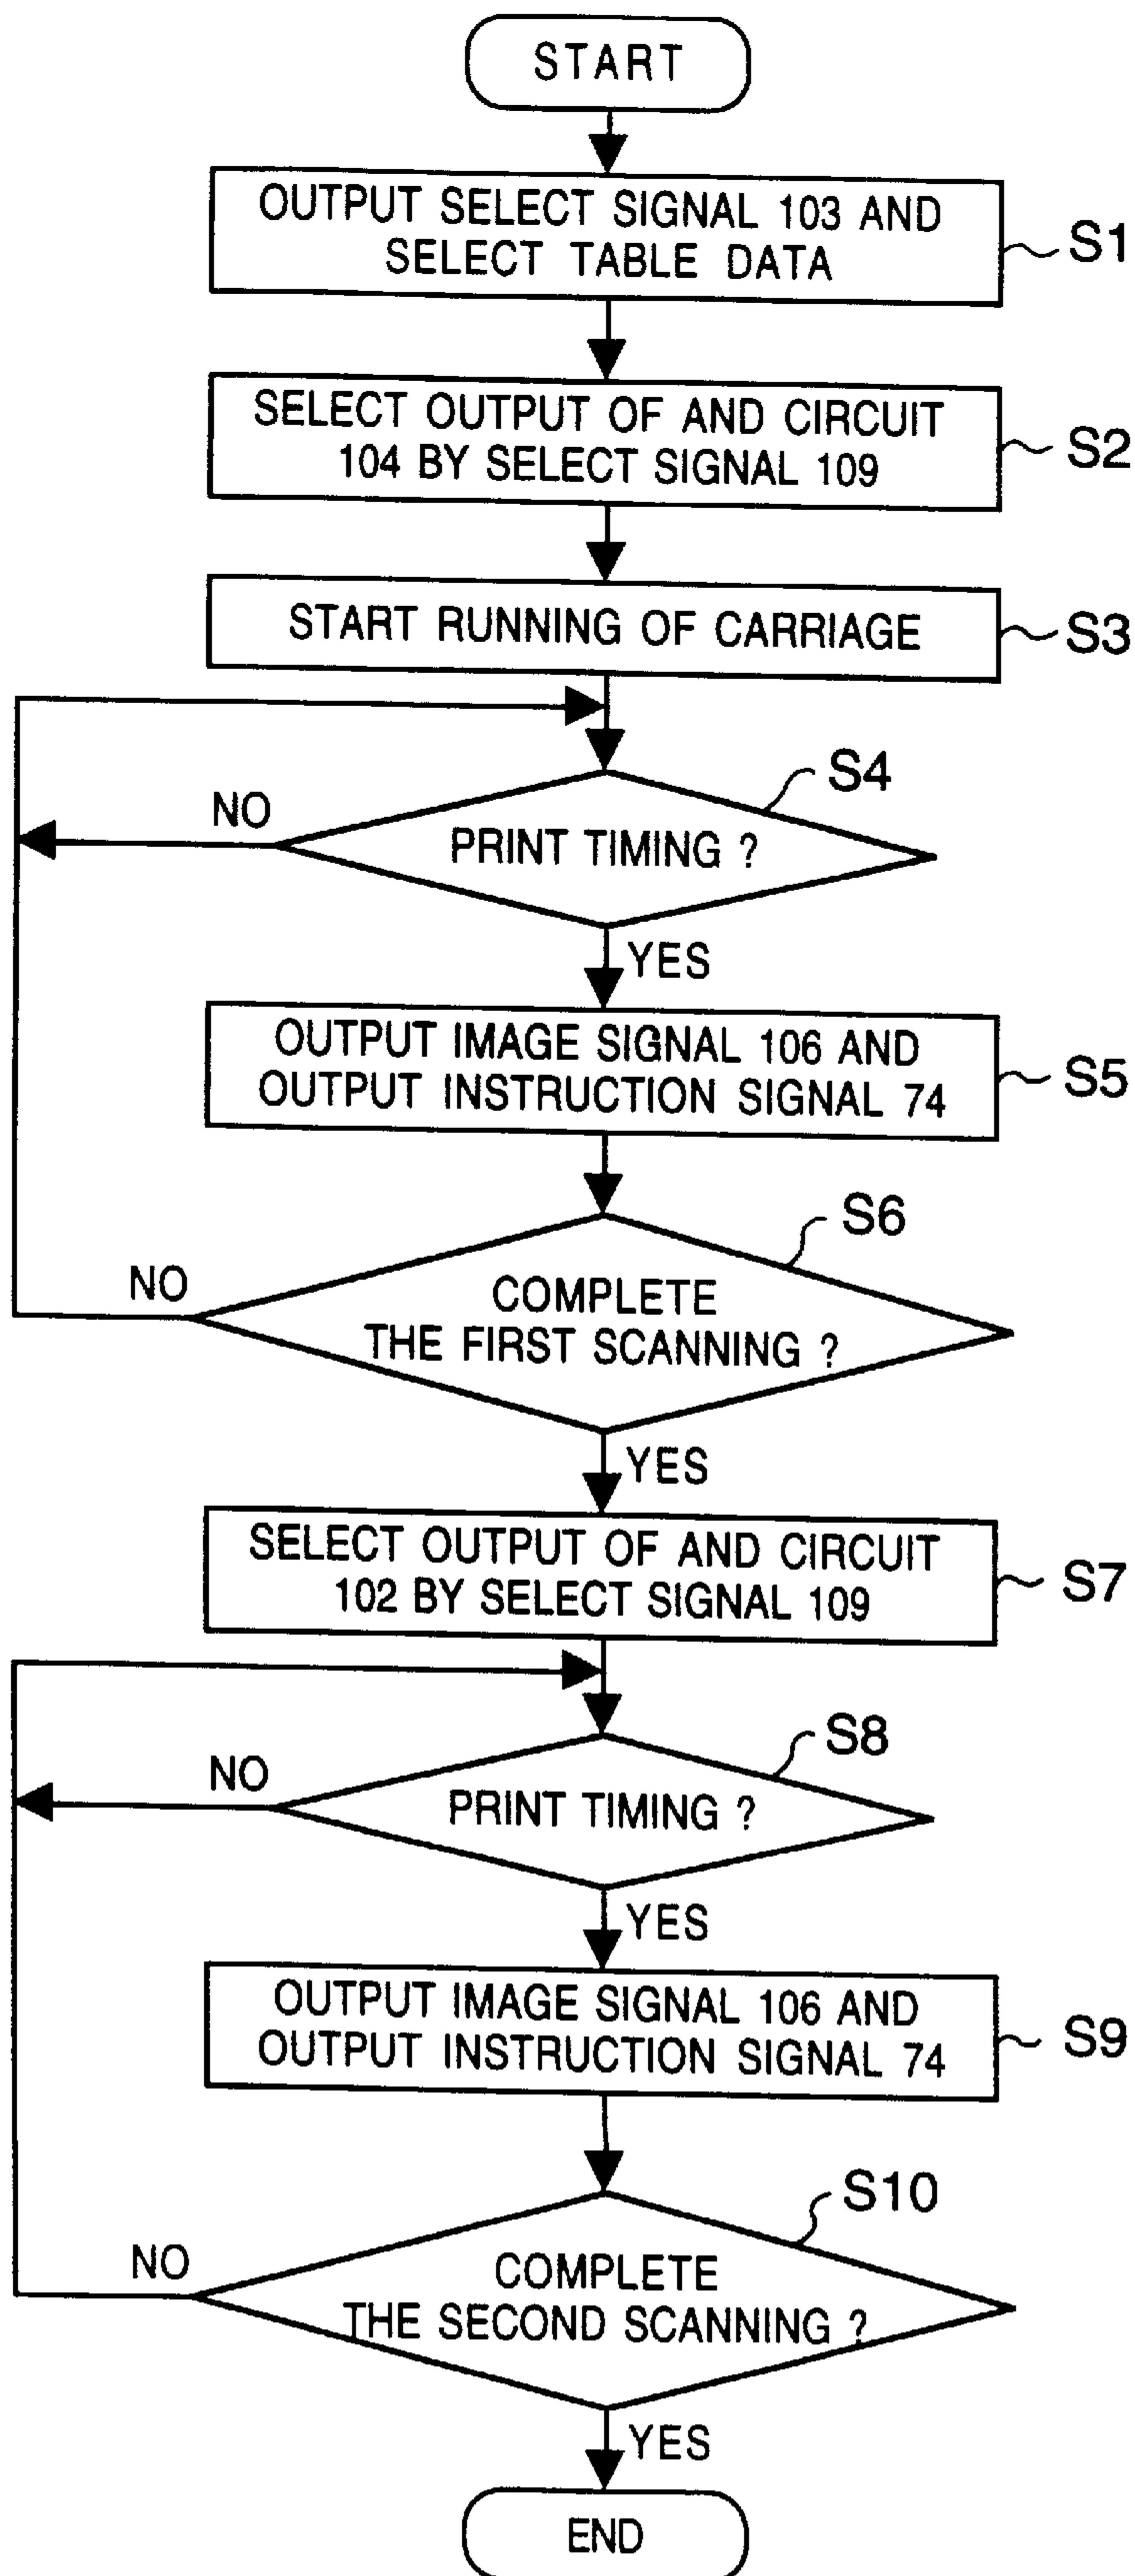 START
OUTPUT SELECT SIGNAL 103 AND
SELECT TABLE DATA
S1
SELECT OUTPUT OF AND CIRCUIT
104 BY SELECT SIGNAL 109
S2
START RUNNING OF CARRIAGE
S3
S4
NO
PRINT TIMING ?
YES
OUTPUT IMAGE SIGNAL 106 AND
OUTPUT INSTRUCTION SIGNAL 74
S5
S6
NO
COMPLETE
THE FIRST SCANNING ?
YES
SELECT OUTPUT OF AND CIRCUIT
102 BY SELECT SIGNAL 109
S7
S8
NO
PRINT TIMING ?
YES
OUTPUT IMAGE SIGNAL 106 AND
OUTPUT INSTRUCTION SIGNAL 74
S9
S10
NO
COMPLETE
THE SECOND SCANNING ?
YES
END